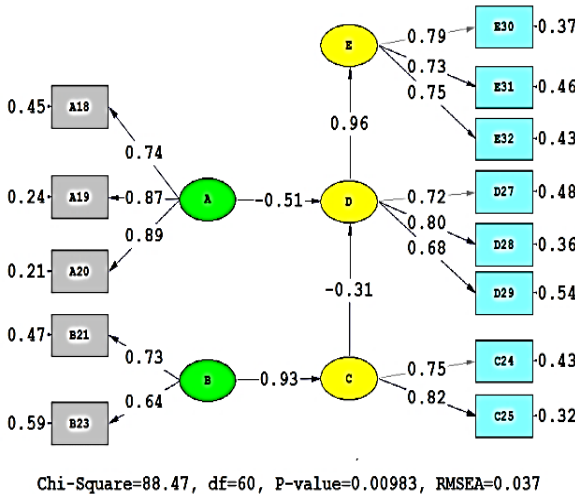 E 0.79 E30 0.37
0.73 E31 0.46
0.75 E32 0.43
0.96
0.45 A18 0.74
0.24 A19 0.87 A -0.51 D 0.72 D27 0.48
0.80 D28 0.36
0.21 A20 0.89 0.68 D29 0.54
-0.31
0.47 B21 0.73 B 0.93 C 0.75 C24 0.43
0.59 B23 0.64 0.82 C25 0.32
Chi-Square=88.47, df=60, P-value=0.00983, RMSEA=0.037